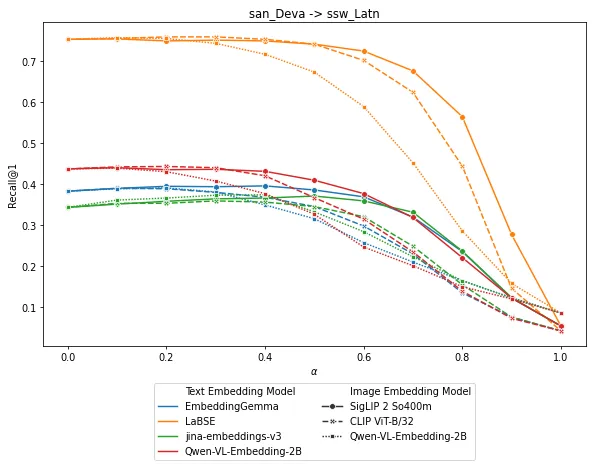 san_Deva -> ssw_Latn
Recall@1
0.7
0.6
0.5
0.4
0.3
0.2
0.1
0.0 0.2 0.4 0.6 0.8 1.0
α
Text Embedding Model
EmbeddingGemma
LaBSE
jina-embeddings-v3
Qwen-VL-Embedding-2B
Image Embedding Model
SigLIP 2 So400m
CLIP ViT-B/32
Qwen-VL-Embedding-2B